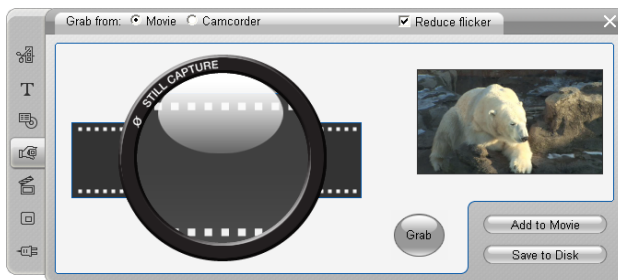 Grab from: Movie Camcorder Reduce flicker
Ø STILL CAPTURE
T
Grab
Add to Movie
Save to Disk